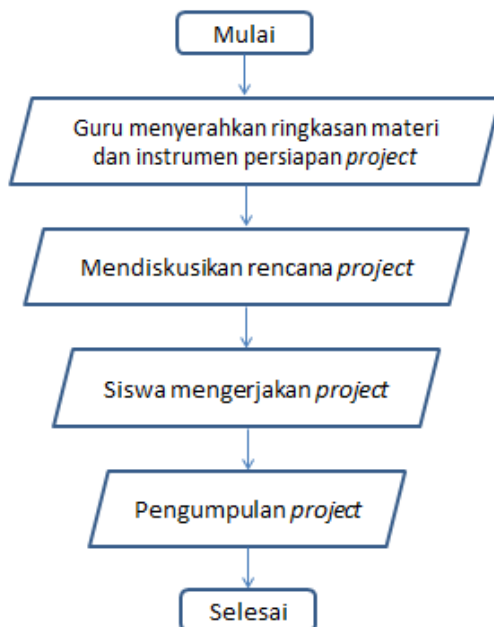 Mulai
Guru menyerahkan ringkasan materi
dan instrumen persiapan project
Mendiskusikan rencana project
Siswa mengerjakan project
Pengumpulan project
Selesai